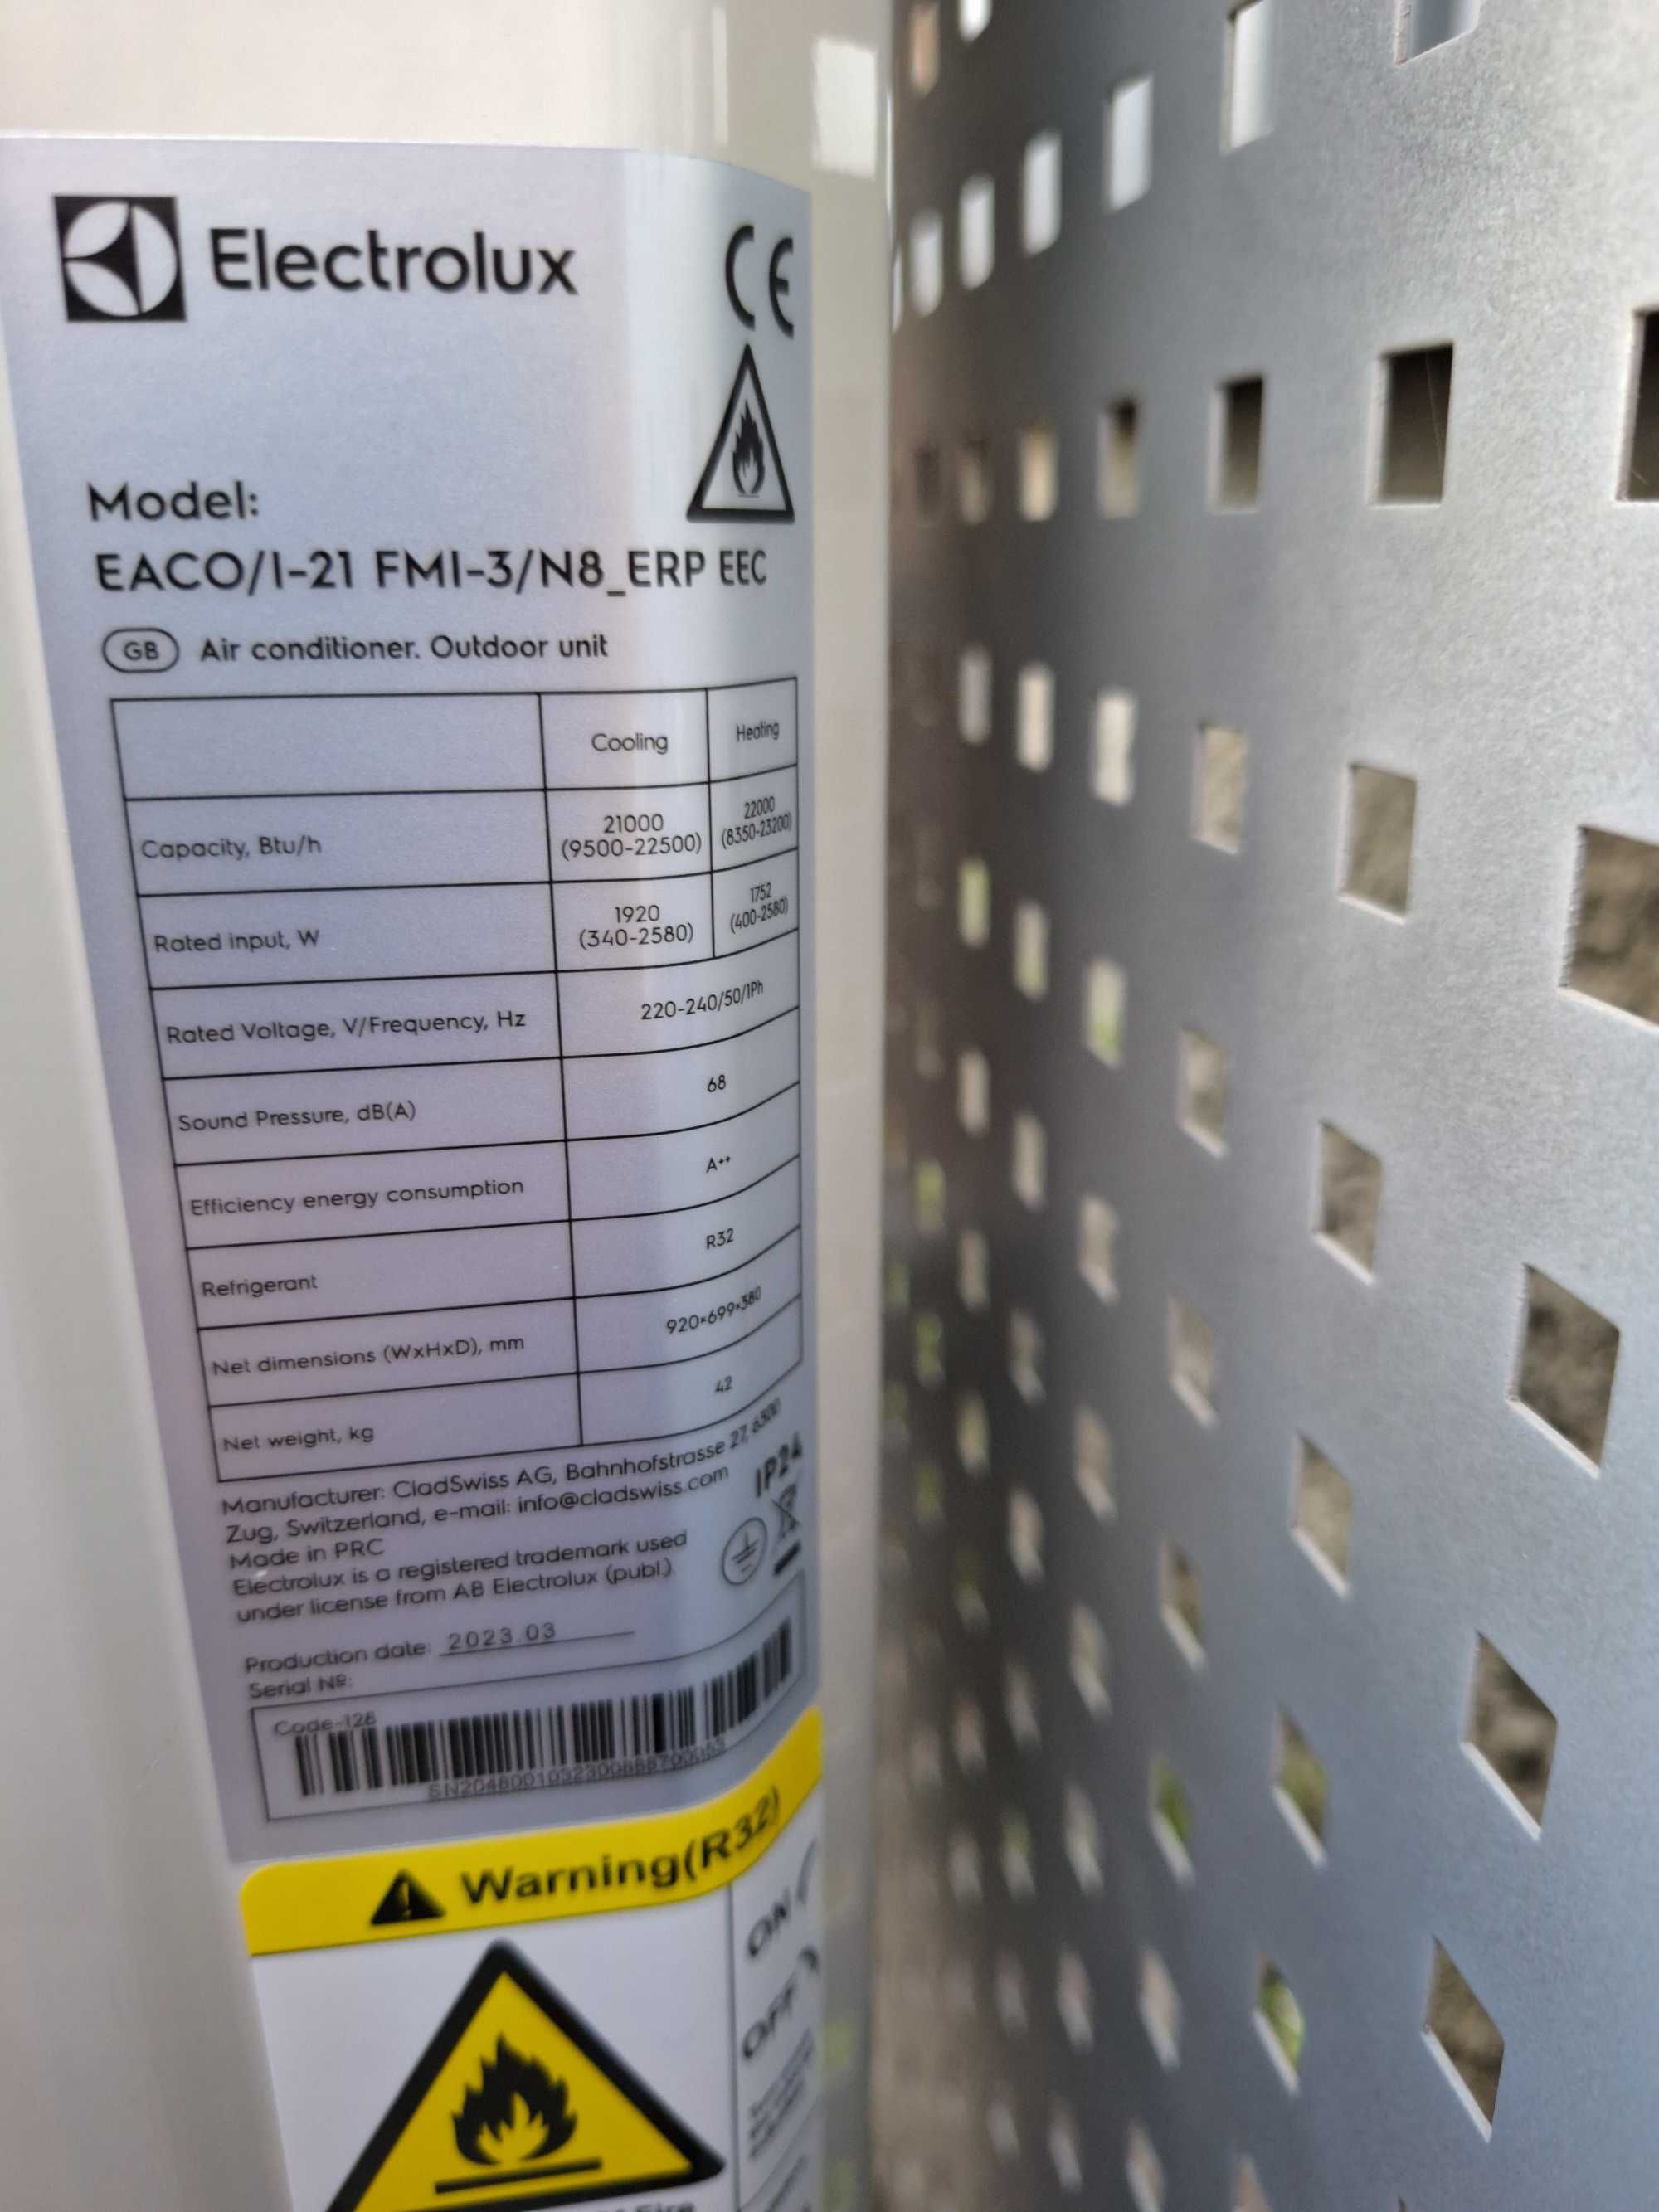 Electrolux
CE
Model:
EACO/I-21 FMI-3/N8_ERP EEC
GB Air conditioner. Outdoor unit
Cooling Heating
Capacity, Btu/h 21000 (9500-22500) 22000 (8350-23200)
Rated input, W 1920 (340-2580) 1752 (400-2580)
Rated Voltage, V/Frequency, Hz 220-240/50/1Ph
Sound Pressure, dB(A) 68
Efficiency energy consumption A++
Refrigerant R32
Net dimensions (WxHxD), mm 920×699×380
Net weight, kg 42
Manufacturer: CladSwiss AG, Bahnhofstrasse 27, 6300
Zug, Switzerland, e-mail: info@cladswiss.com
IP24
Made in PRC
Electrolux is a registered trademark used
under license from AB Electrolux (publ.)
Production date: 2023 03
Serial №:
Code-128
Warning(R32)
ON
OFF